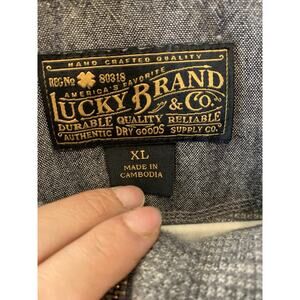 HAND CRAFTED QUALITY
REG No 80318
AMERICA'S FAVORITE
LUCKY BRAND
& CO.
DURABLE QUALITY RELIABLE
AUTHENTIC DRY GOODS SUPPLY CO.
XL
MADE IN
CAMBODIA